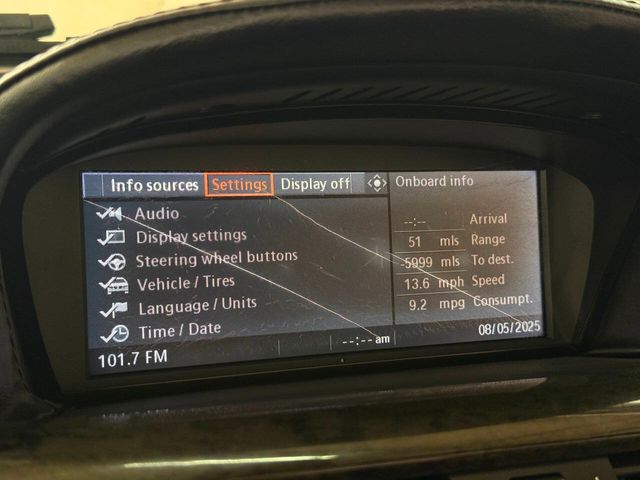 Info sources Settings Display off
Audio
Display settings
Steering wheel buttons
Vehicle / Tires
Language / Units
Time / Date
Onboard info
--:-- Arrival
51 mls Range
-5999 mls To dest.
13.6 mph Speed
9.2 mpg Consumpt.
101.7 FM
--:-- am
08/05/2025